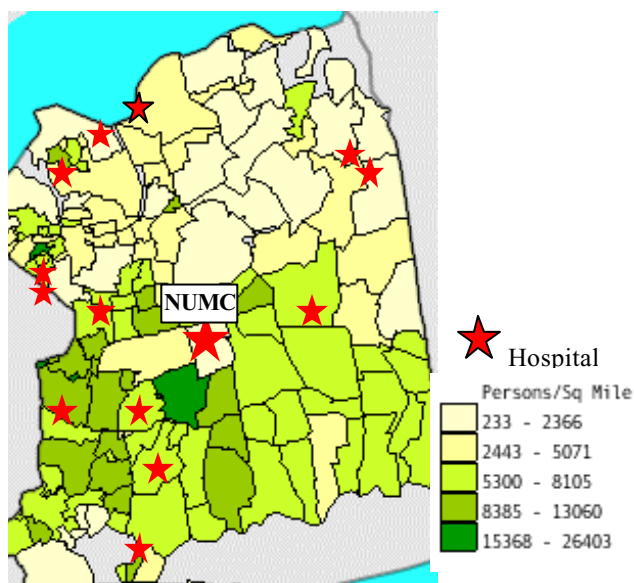 NUMC
Hospital
Persons/Sq Mile
233 - 2366
2443 - 5071
5300 - 8105
8385 - 13060
15368 - 26403